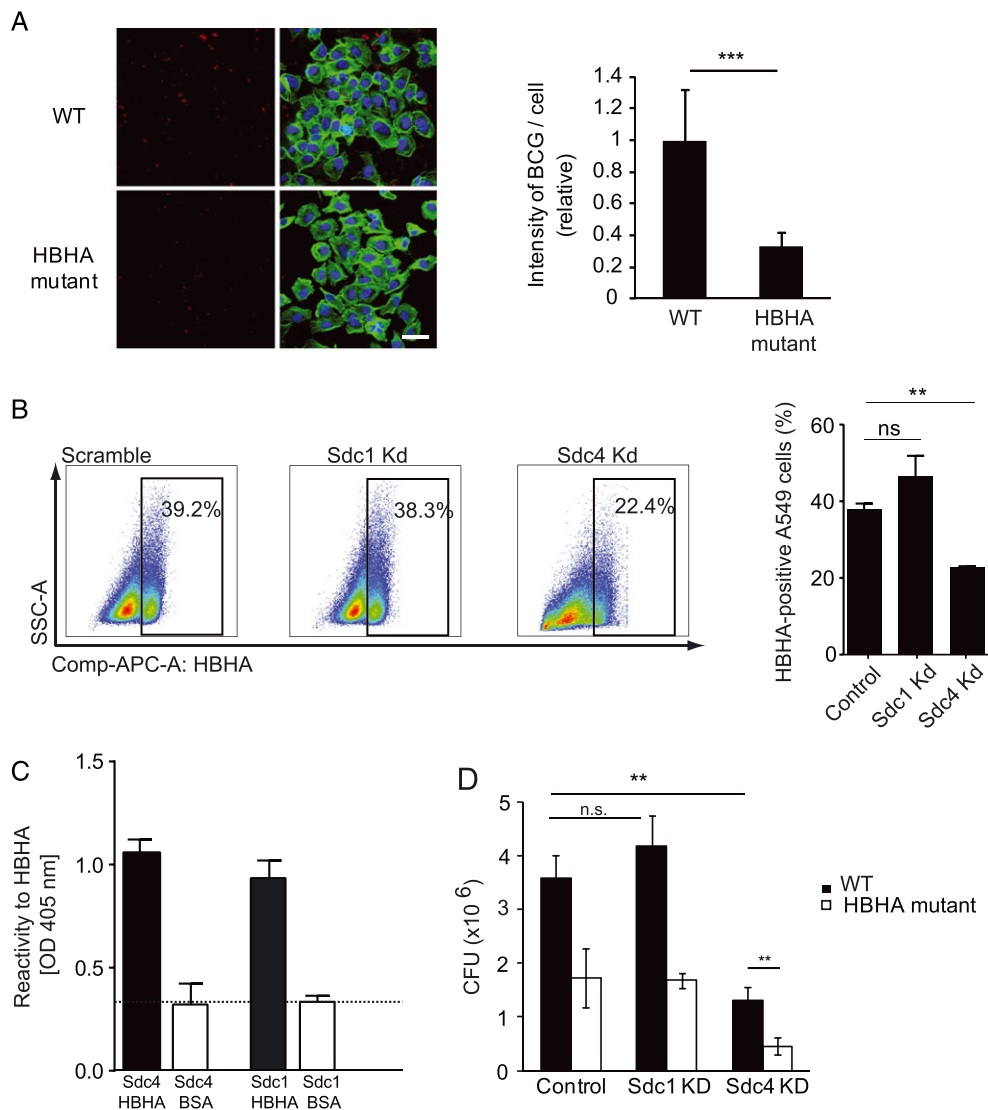 A
WT
HBHA
mutant
***
Intensity of BCG / cell
(relative)
1.4
1.2
1
0.8
0.6
0.4
0.2
0
WT
HBHA
mutant
B
Scramble
39.2%
Sdc1 Kd
38.3%
Sdc4 Kd
22.4%
SSC-A
Comp-APC-A: HBHA
HBHA-positive A549 cells (%)
**
ns
60
40
20
0
Control
Sdc1 Kd
Sdc4 Kd
C
Reactivity to HBHA
[OD 405 nm]
1.5
1.0
0.5
0.0
Sdc4
HBHA
Sdc4
BSA
Sdc1
HBHA
Sdc1
BSA
D
**
n.s.
CFU (x10 6)
5
4
3
2
1
0
**
Control
Sdc1 KD
Sdc4 KD
WT
HBHA mutant